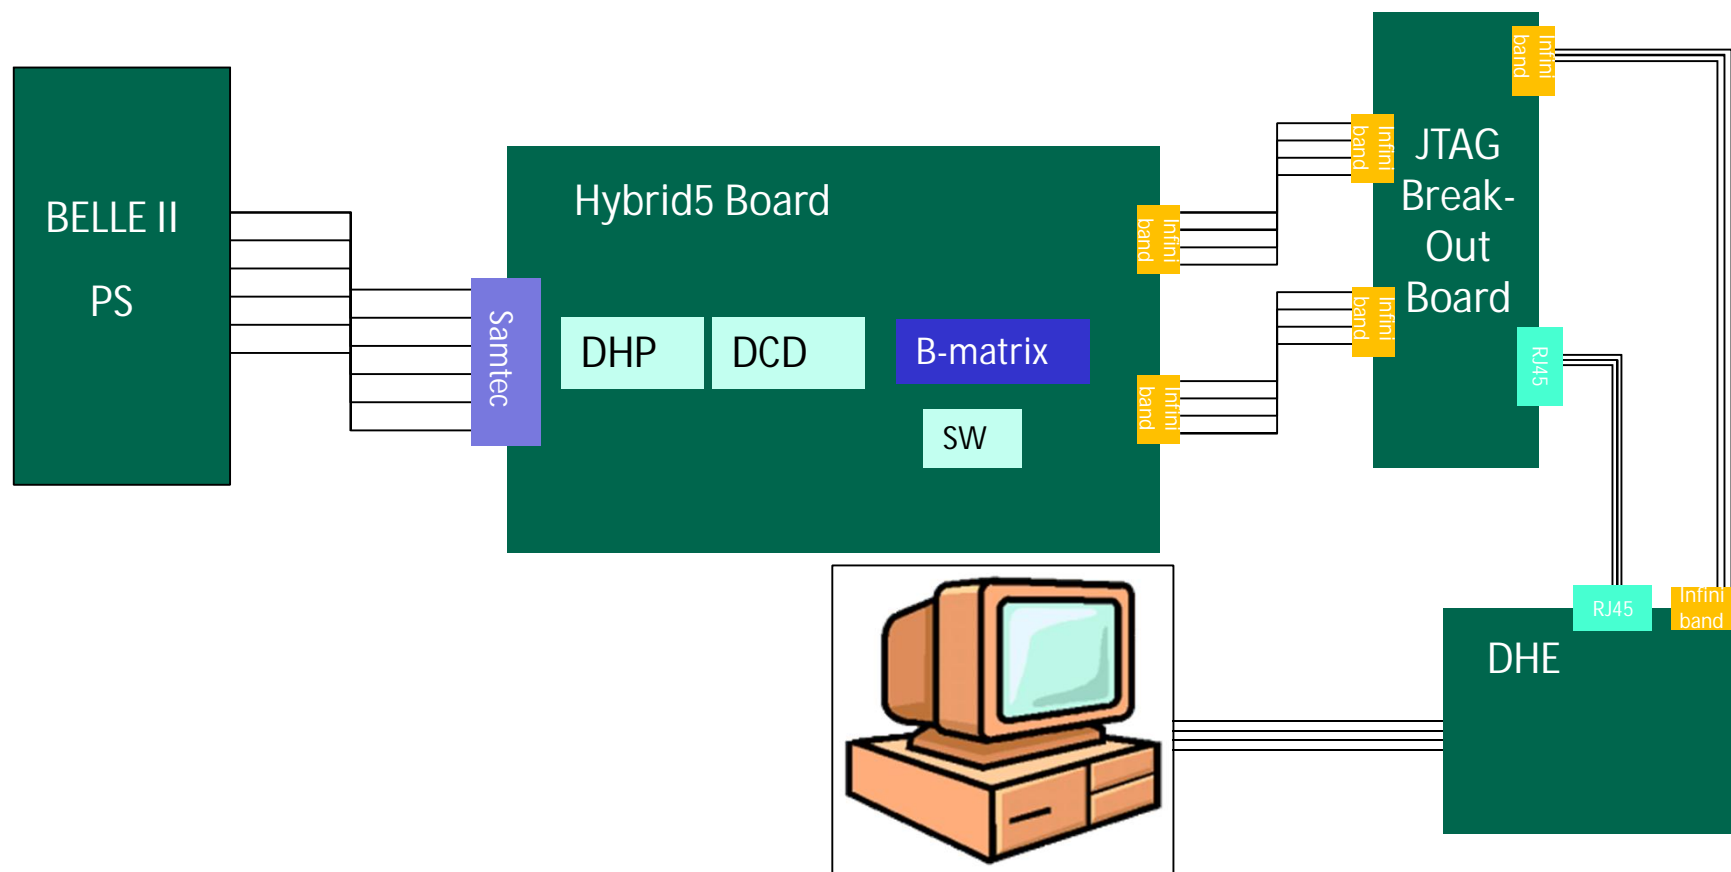 BELLE II
PS
Samtec
Hybrid5 Board
DHP
DCD
B-matrix
SW
Infini
band
Infini
band
Infini
band
Infini
band
JTAG
Break-
Out
Board
Infini
band
RJ45
RJ45
Infini
band
DHE